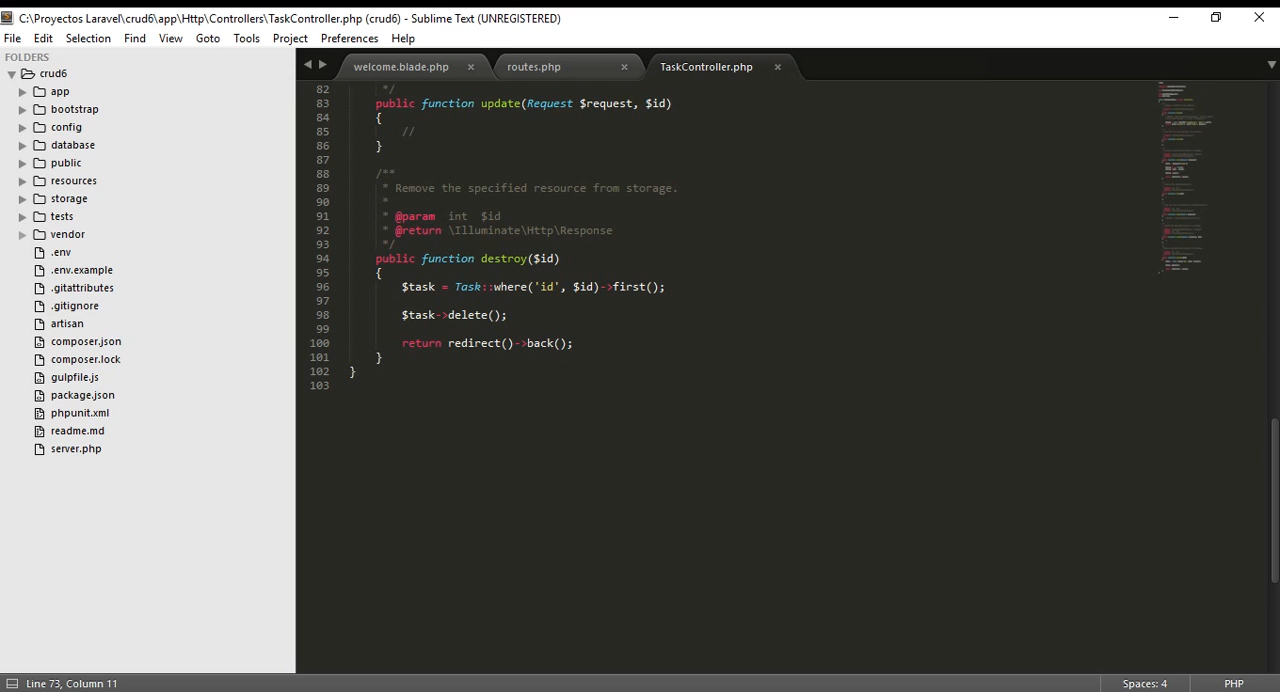 C:\Proyectos Laravel\crud6\app\Http\Controllers\TaskController.php (crud6) - Sublime Text (UNREGISTERED)
File Edit Selection Find View Goto Tools Project Preferences Help
FOLDERS
crud6
app
bootstrap
config
database
public
resources
storage
tests
vendor
.env
.env.example
.gitattributes
.gitignore
artisan
composer.json
composer.lock
gulpfile.js
package.json
phpunit.xml
readme.md
server.php
welcome.blade.php × routes.php × TaskController.php ×
82 */
83 public function update(Request $request, $id)
84 {
85 //
86 }
87
88 /**
89 * Remove the specified resource from storage.
90 *
91 * @param int $id
92 * @return \Illuminate\Http\Response
93 */
94 public function destroy($id)
95 {
96 $task = Task::where('id', $id)->first();
97
98 $task->delete();
99
100 return redirect()->back();
101 }
102 }
103
Line 73, Column 11 Spaces: 4 PHP